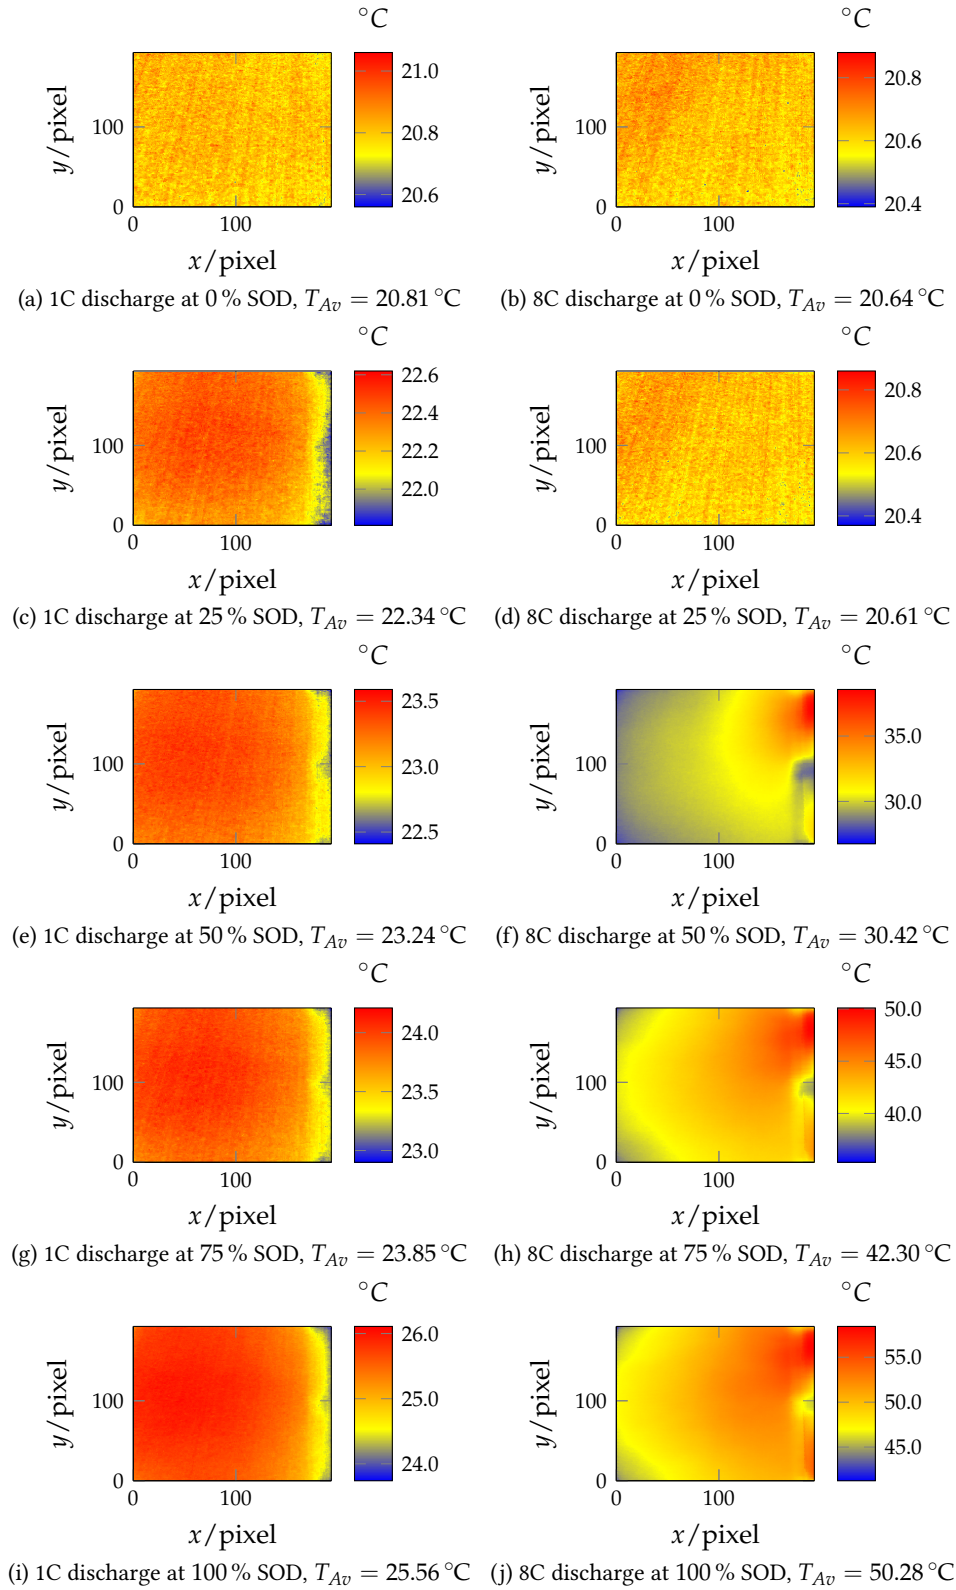 °C
°C
y/pixel
100
0
0
100
21.0
20.8
20.6
y/pixel
100
0
0
100
20.8
20.6
20.4
x/pixel
x/pixel
(a) 1C discharge at 0 % SOD, T_Av = 20.81 °C
(b) 8C discharge at 0 % SOD, T_Av = 20.64 °C
°C
°C
y/pixel
100
0
0
100
22.6
22.4
22.2
22.0
y/pixel
100
0
0
100
20.8
20.6
20.4
x/pixel
x/pixel
(c) 1C discharge at 25 % SOD, T_Av = 22.34 °C
(d) 8C discharge at 25 % SOD, T_Av = 20.61 °C
°C
°C
y/pixel
100
0
0
100
23.5
23.0
22.5
y/pixel
100
0
0
100
35.0
30.0
x/pixel
x/pixel
(e) 1C discharge at 50 % SOD, T_Av = 23.24 °C
(f) 8C discharge at 50 % SOD, T_Av = 30.42 °C
°C
°C
y/pixel
100
0
0
100
24.0
23.5
23.0
y/pixel
100
0
0
100
50.0
45.0
40.0
x/pixel
x/pixel
(g) 1C discharge at 75 % SOD, T_Av = 23.85 °C
(h) 8C discharge at 75 % SOD, T_Av = 42.30 °C
°C
°C
y/pixel
100
0
0
100
26.0
25.0
24.0
y/pixel
100
0
0
100
55.0
50.0
45.0
x/pixel
x/pixel
(i) 1C discharge at 100 % SOD, T_Av = 25.56 °C
(j) 8C discharge at 100 % SOD, T_Av = 50.28 °C